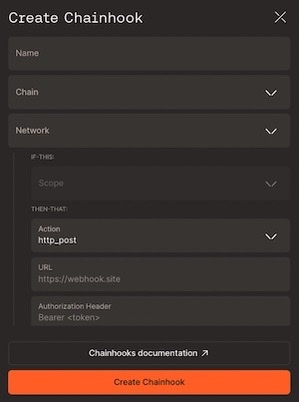 Create Chainhook
Name
Chain
Network
IF-THIS:
Scope
THEN-THAT:
Action
http_post
URL
https://webhook.site
Authorization Header
Bearer <token>
Chainhooks documentation ↗
Create Chainhook